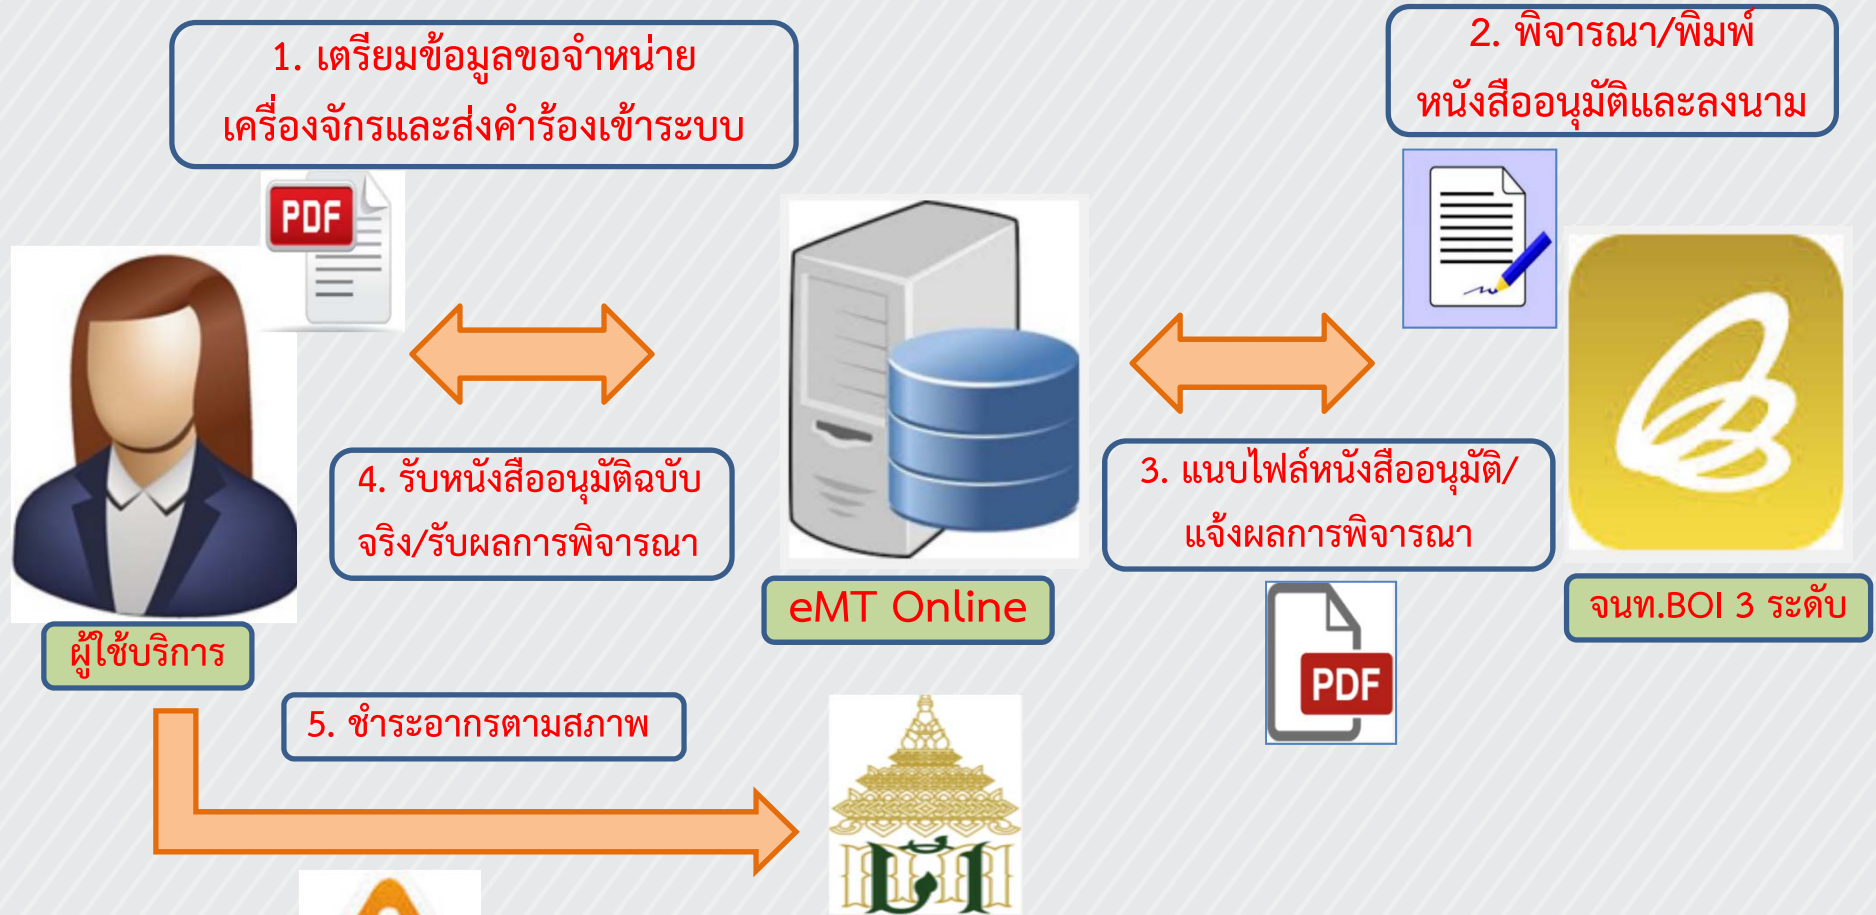 1. เตรียมข้อมูลขอจำหน่าย
เครื่องจักรและส่งคำร้องเข้าระบบ
2. พิจารณา/พิมพ์
หนังสืออนุมัติและลงนาม
PDF
4. รับหนังสืออนุมัติฉบับ
จริง/รับผลการพิจารณา
3. แนบไฟล์หนังสืออนุมัติ/
แจ้งผลการพิจารณา
eMT Online
จนท.BOI 3 ระดับ
ผู้ใช้บริการ
PDF
5. ชำระอากรตามสภาพ